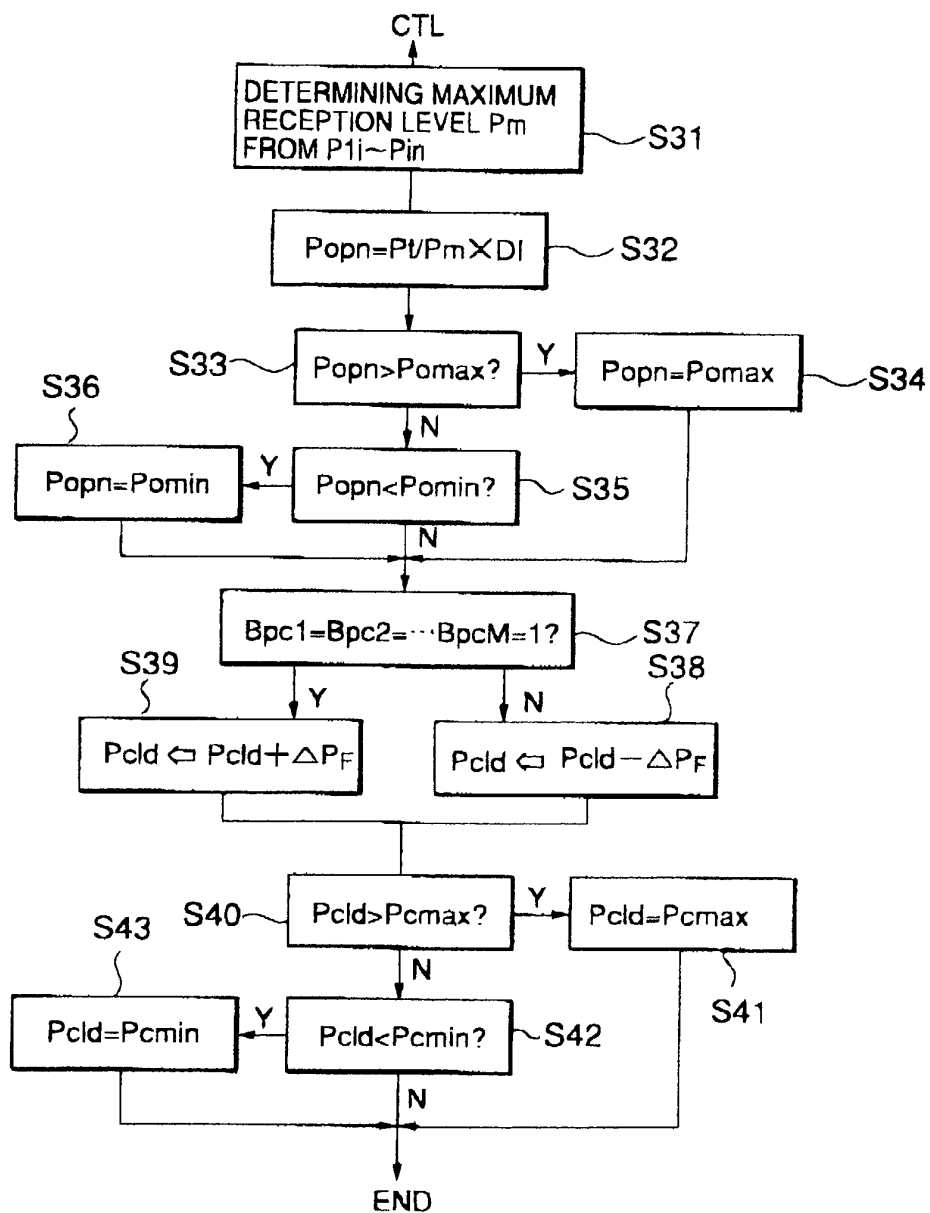 CTL
DETERMINING MAXIMUM
RECEPTION LEVEL Pm
FROM P1i~Pin
S31
Popn=Pt/Pm×DI
S32
S33
Popn>Pomax?
Y
Popn=Pomax
S34
N
S36
Popn=Pomin
Y
Popn<Pomin?
S35
N
Bpc1=Bpc2=···BpcM=1?
S37
S39
Y
N
S38
Pcld⇦Pcld+△PF
Pcld⇦Pcld−△PF
S40
Pcld>Pcmax?
Y
Pcld=Pcmax
S41
N
S43
Pcld=Pcmin
Y
Pcld<Pcmin?
S42
N
END